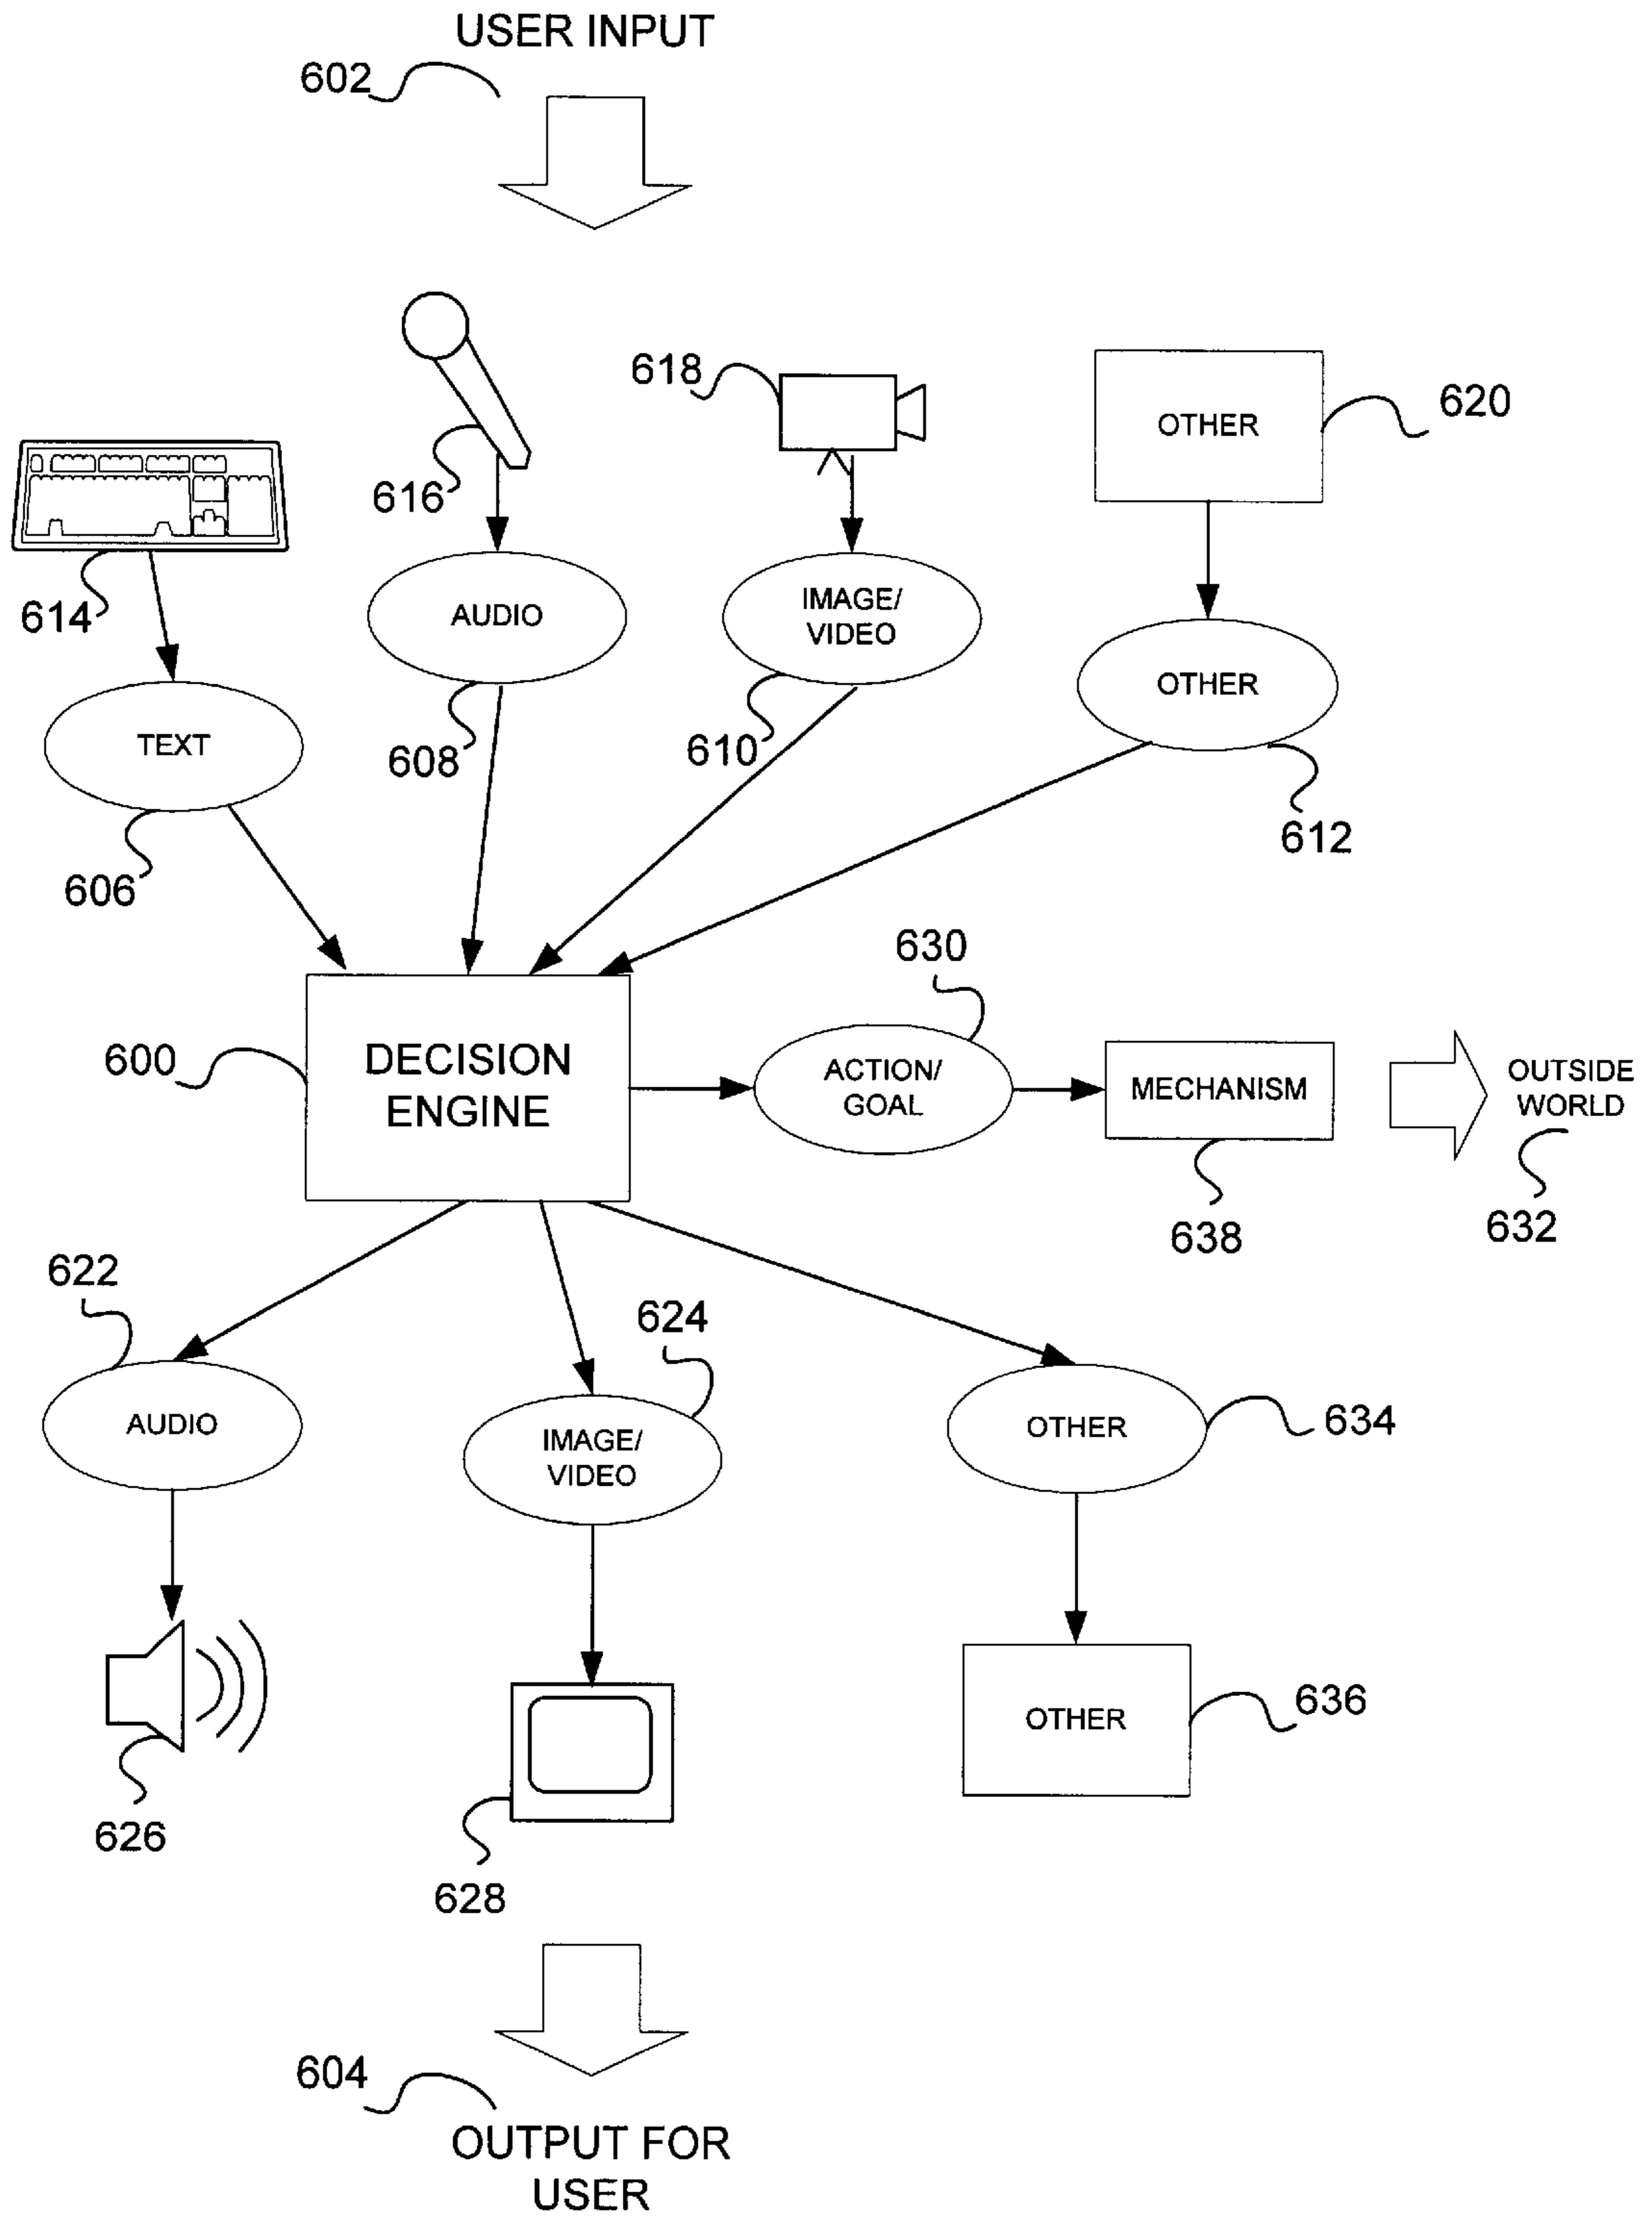 USER INPUT
602
618
620
OTHER
616
614
AUDIO
IMAGE/
VIDEO
OTHER
TEXT
608
610
612
606
630
600
DECISION
ENGINE
ACTION/
GOAL
MECHANISM
OUTSIDE
WORLD
638
632
622
624
AUDIO
IMAGE/
VIDEO
OTHER
634
OTHER
636
626
628
604
OUTPUT FOR
USER